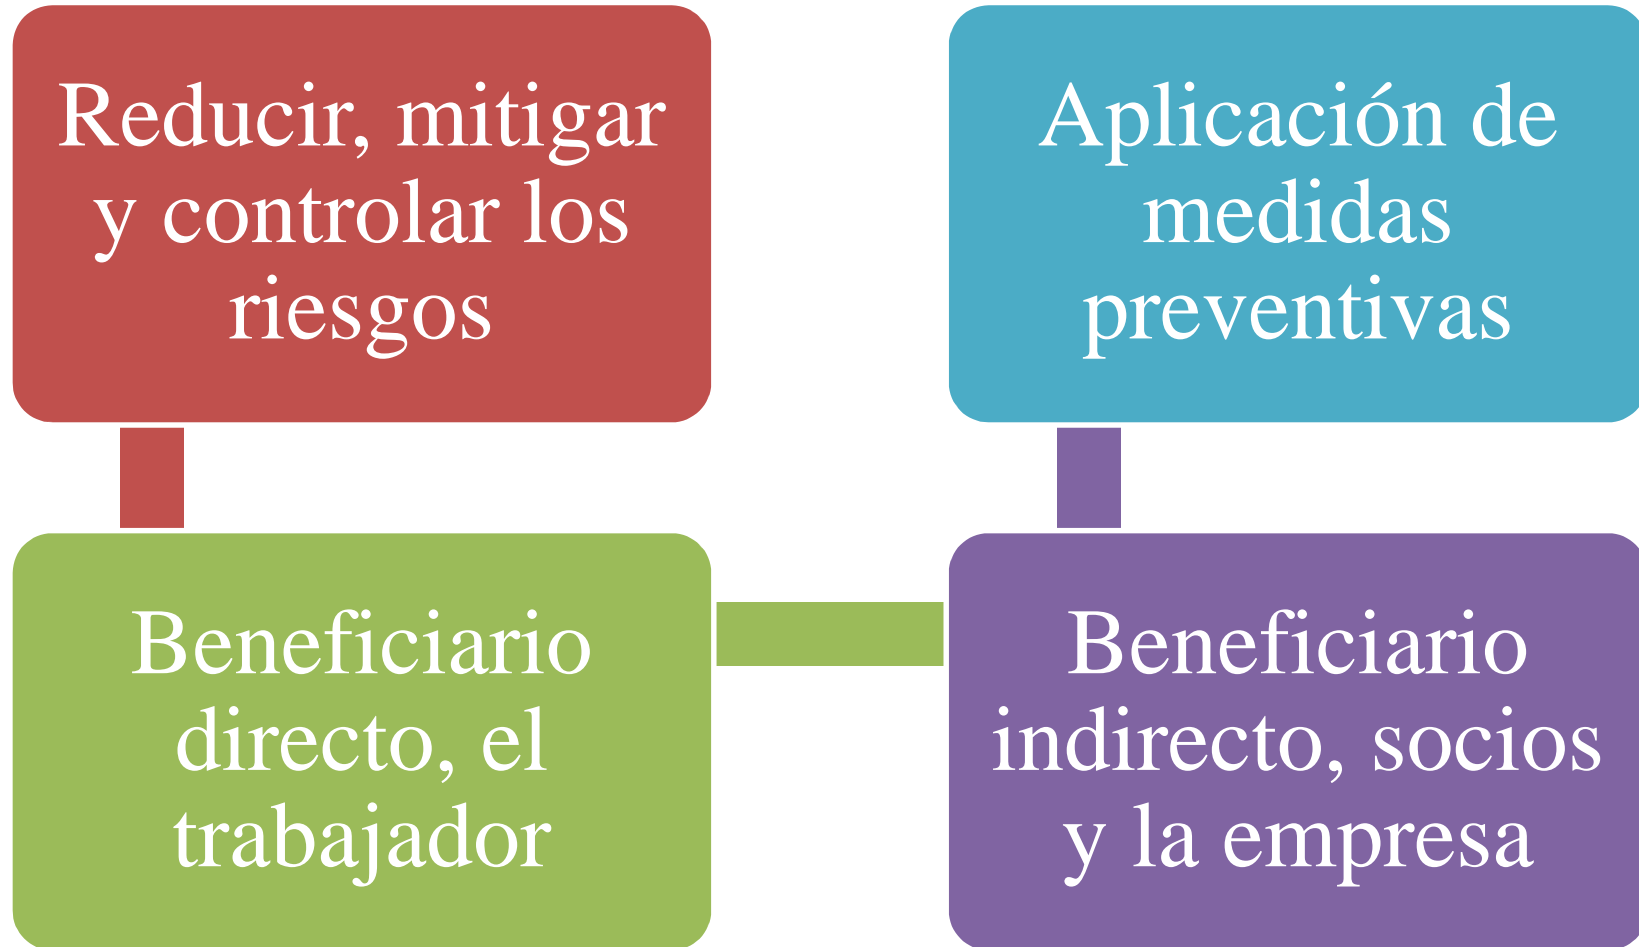 Reducir, mitigar
y controlar los
riesgos
Beneficiario
directo, el
trabajador
Beneficiario
indirecto, socios
y la empresa
Aplicación de
medidas
preventivas